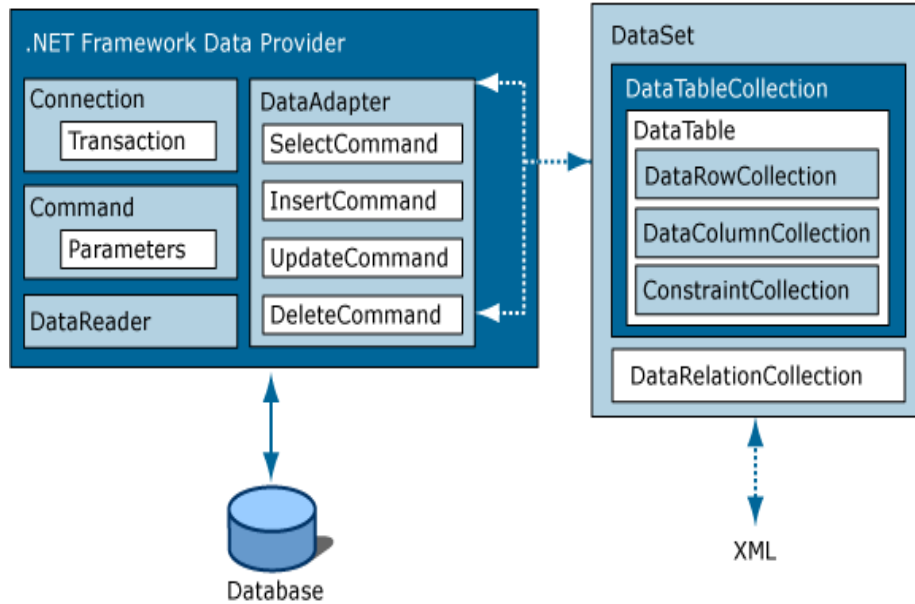 .NET Framework Data Provider
Connection
Transaction
Command
Parameters
DataReader
DataAdapter
SelectCommand
InsertCommand
UpdateCommand
DeleteCommand
DataSet
DataTableCollection
DataTable
DataRowCollection
DataColumnCollection
ConstraintCollection
DataRelationCollection
Database
XML